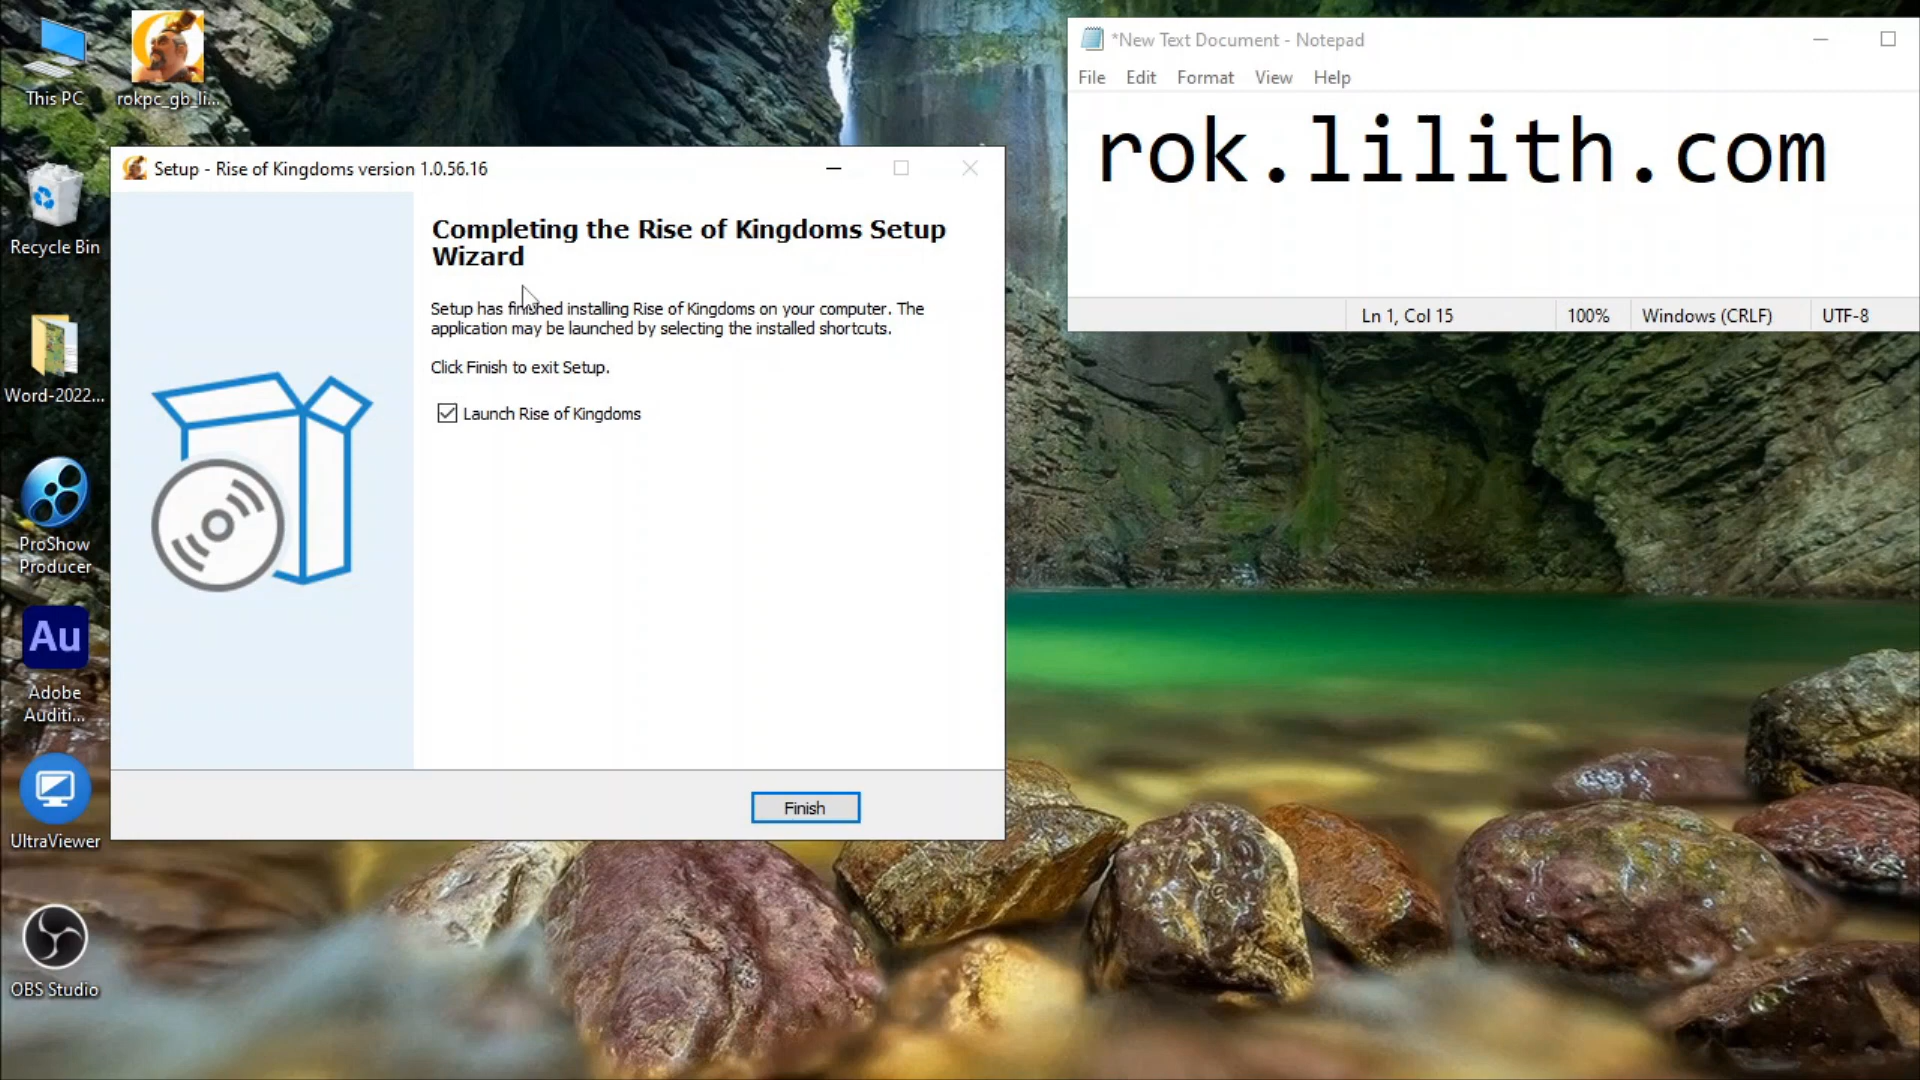 This PC
rokpc_gb_li...
Recycle Bin
Word-2022...
ProShow
Producer
Au
Adobe
Auditi...
UltraViewer
OBS Studio
Setup - Rise of Kingdoms version 1.0.56.16
Completing the Rise of Kingdoms Setup
Wizard
Setup has finished installing Rise of Kingdoms on your computer. The
application may be launched by selecting the installed shortcuts.
Click Finish to exit Setup.
Launch Rise of Kingdoms
Finish
*New Text Document - Notepad
File Edit Format View Help
rok.lilith.com
Ln 1, Col 15 100% Windows (CRLF) UTF-8